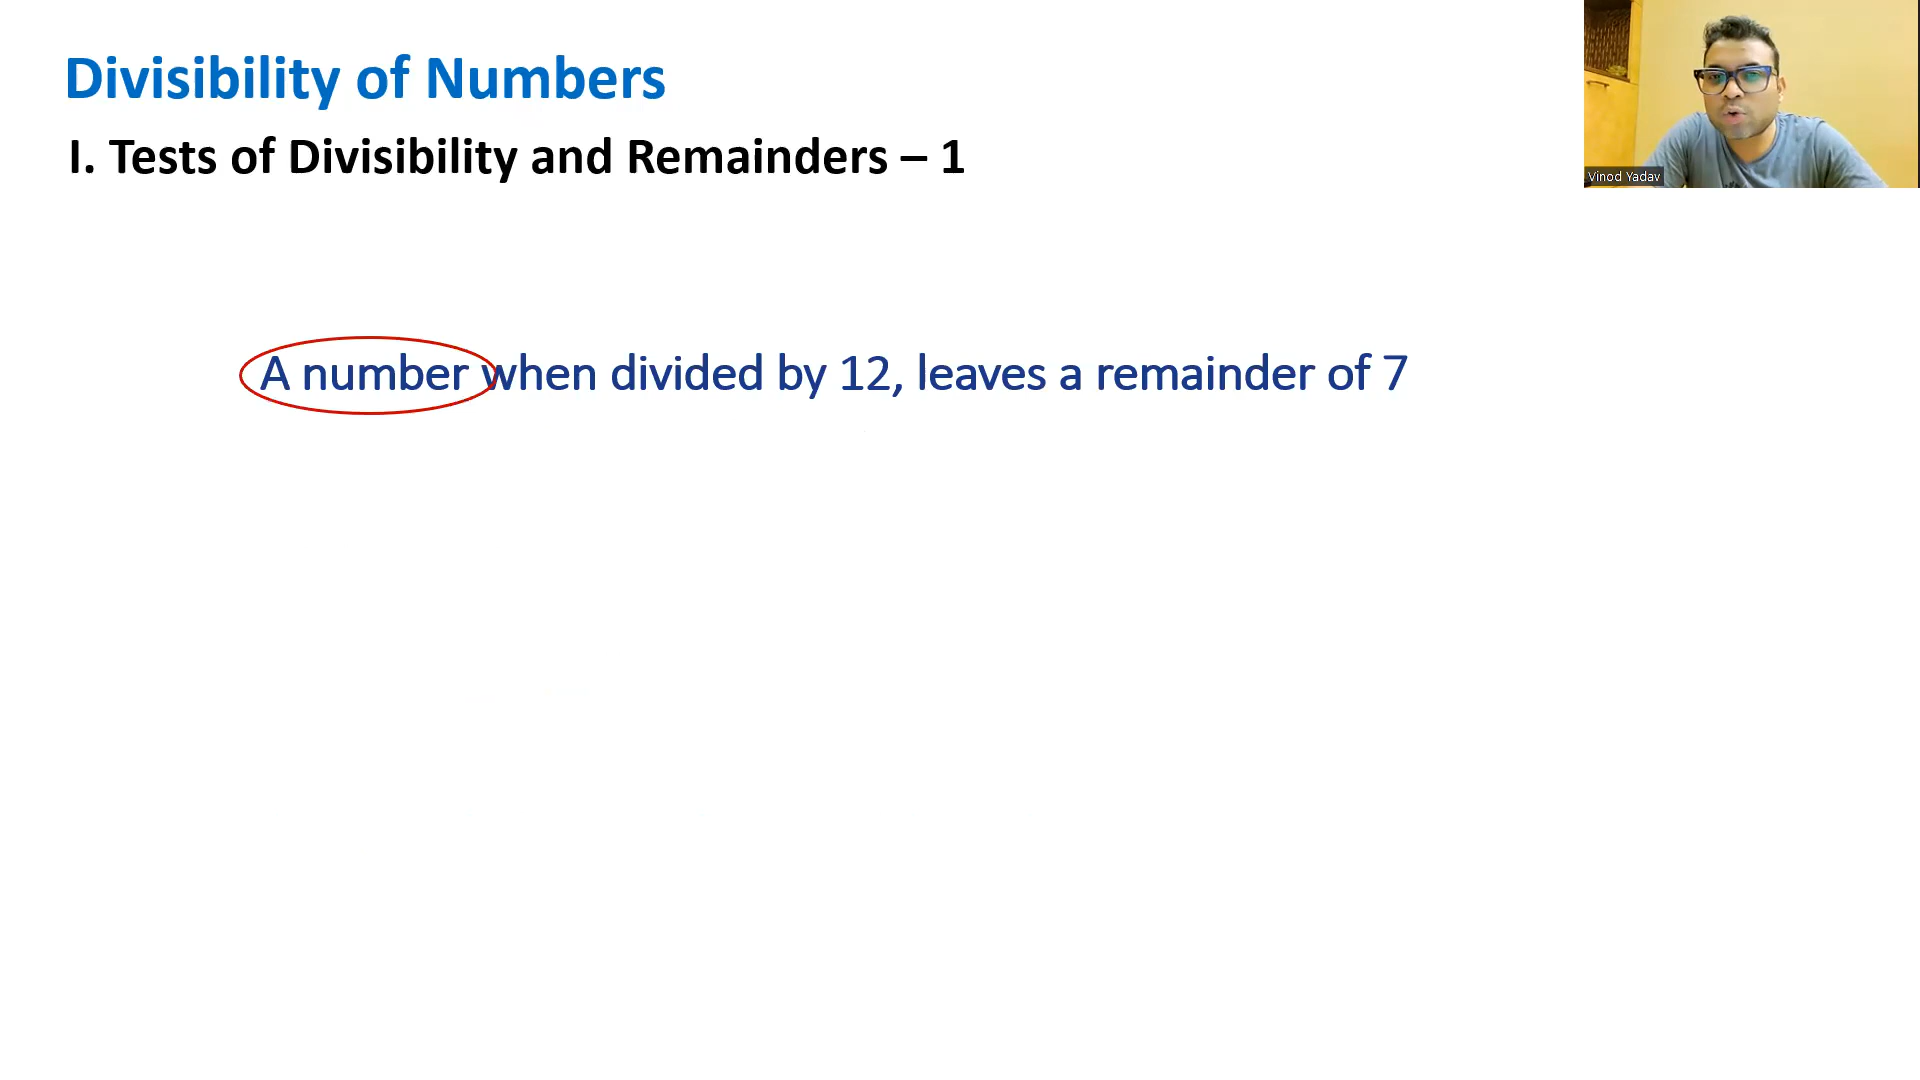 Divisibility of Numbers
I. Tests of Divisibility and Remainders – 1
Vinod Yadav
A number when divided by 12, leaves a remainder of 7